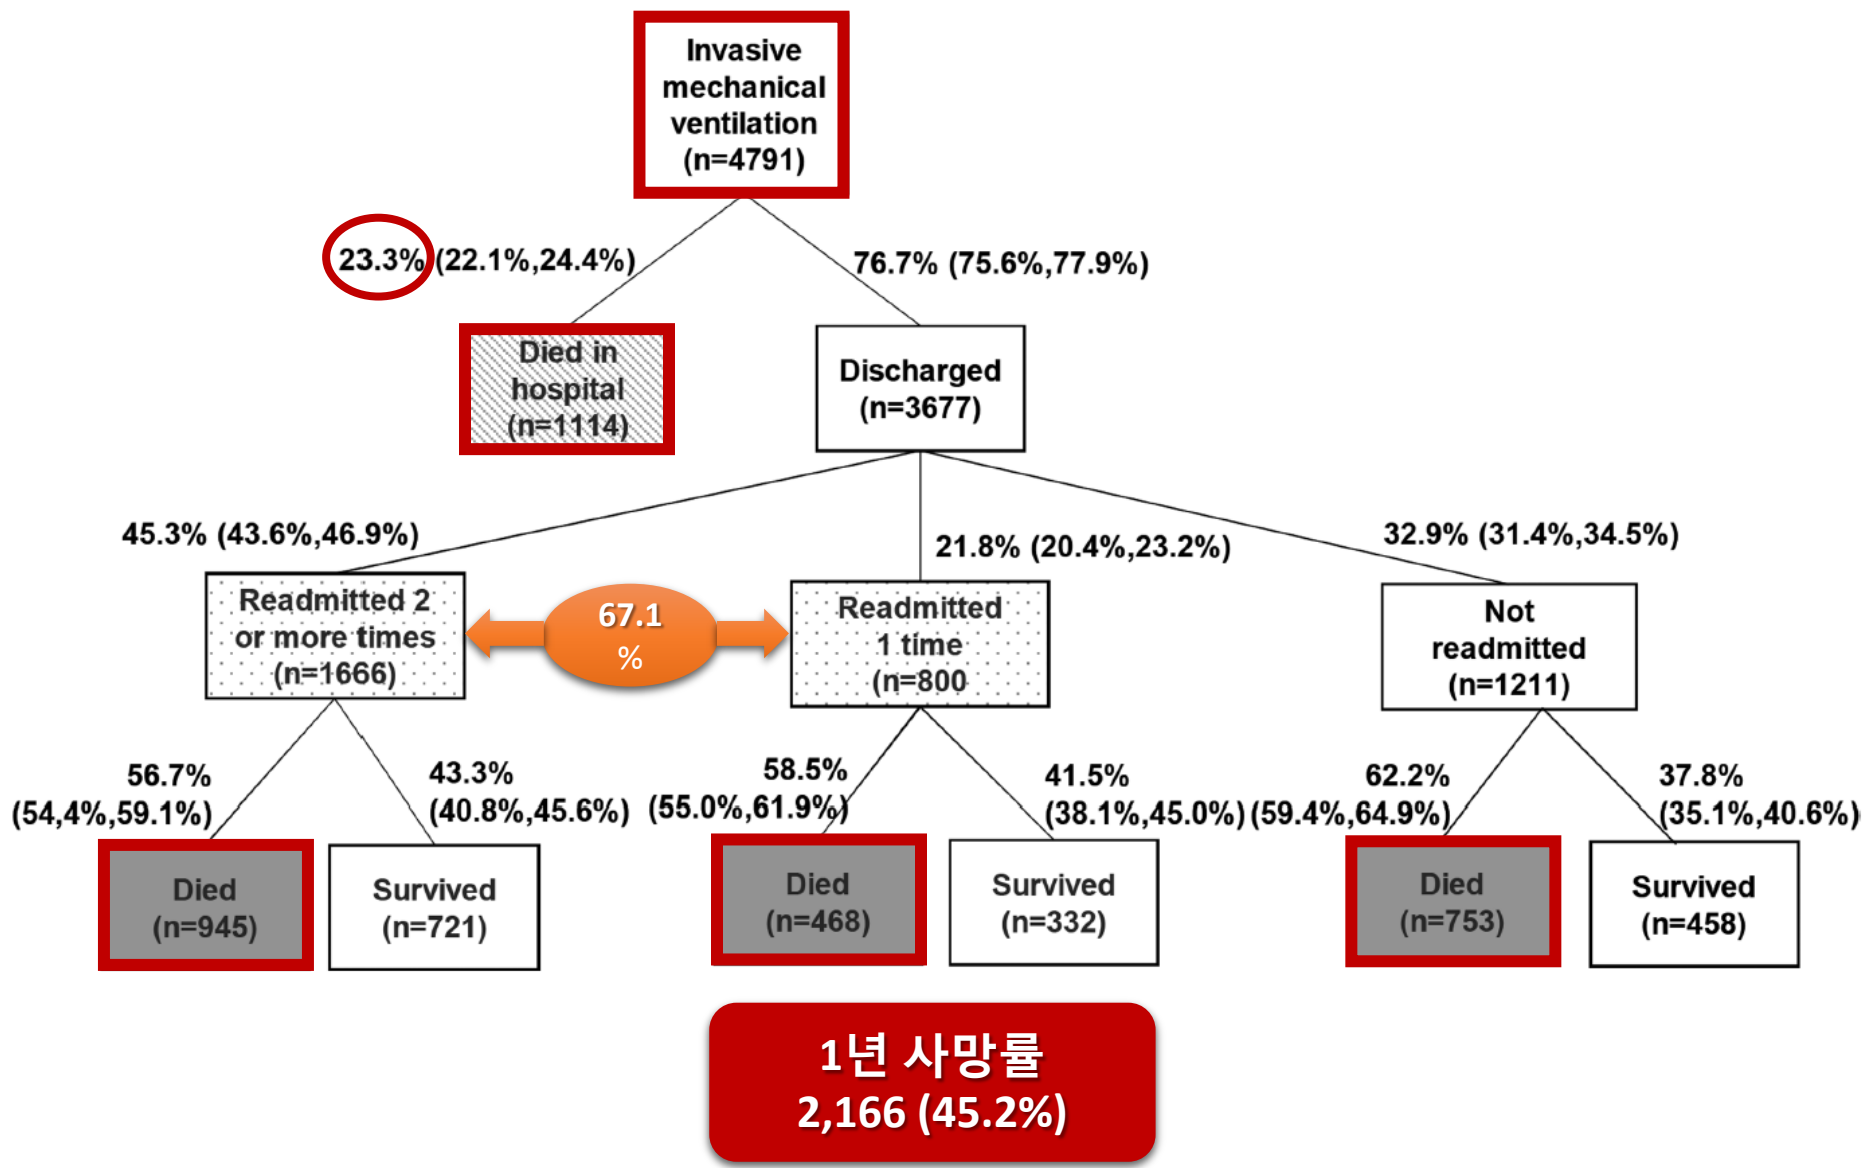 Invasive
mechanical
ventilation
(n=4791)
23.3% (22.1%,24.4%)
76.7% (75.6%,77.9%)
Died in
hospital
(n=1114)
Discharged
(n=3677)
45.3% (43.6%,46.9%)
21.8% (20.4%,23.2%)
32.9% (31.4%,34.5%)
Readmitted 2
or more times
(n=1666)
67.1
%
Readmitted
1 time
(n=800
Not
readmitted
(n=1211)
56.7%
(54,4%,59.1%)
43.3%
(40.8%,45.6%)
58.5%
(55.0%,61.9%)
41.5%
(38.1%,45.0%)
62.2%
(59.4%,64.9%)
37.8%
(35.1%,40.6%)
Died
(n=945)
Survived
(n=721)
Died
(n=468)
Survived
(n=332)
Died
(n=753)
Survived
(n=458)
1년 사망률
2,166 (45.2%)